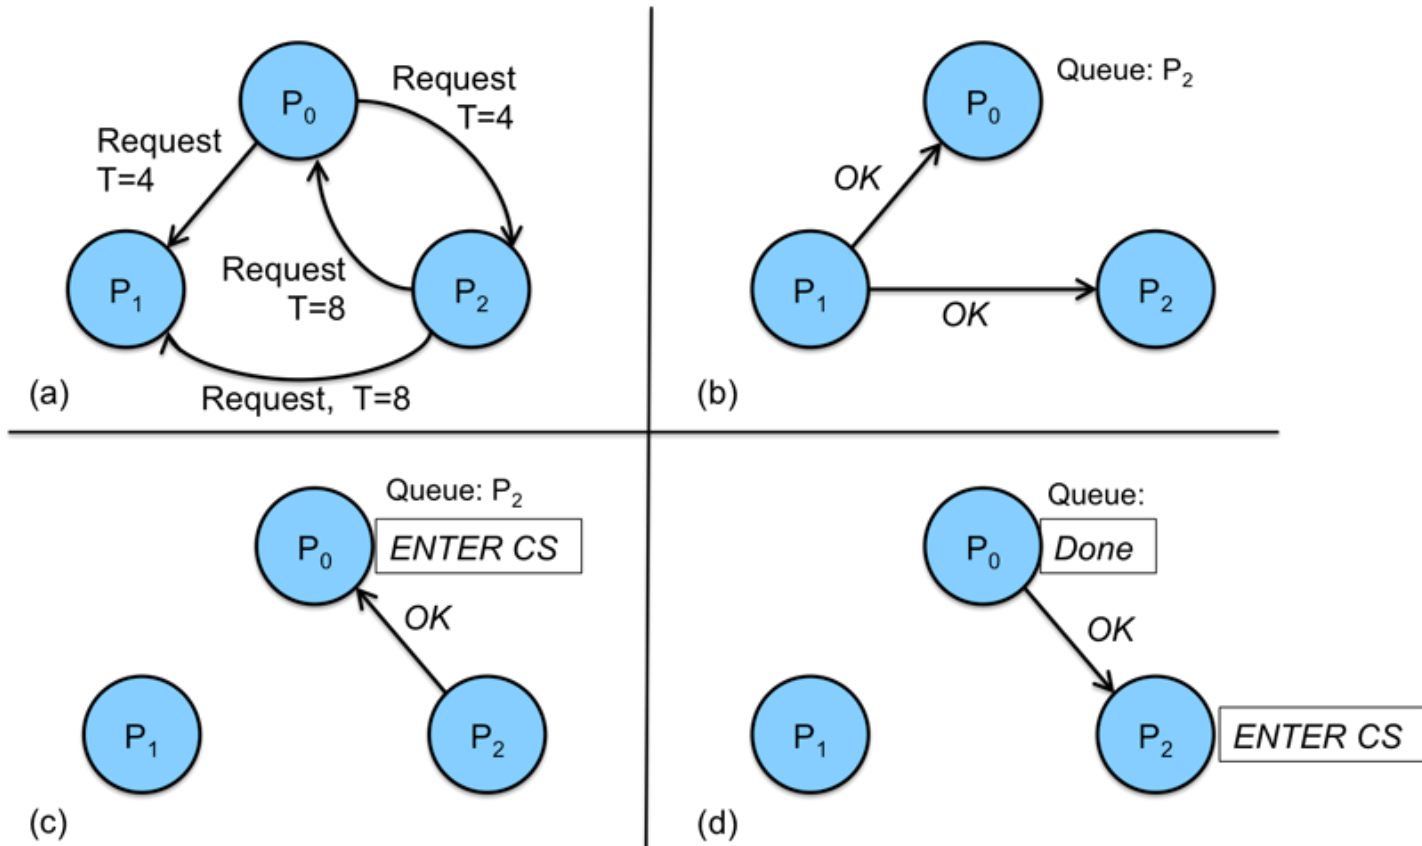 P0
Request
T=4
Request
T=4
P1
Request
T=8
P2
Request, T=8
(a)
P0
Queue: P2
OK
P1
OK
P2
(b)
Queue: P2
P0
ENTER CS
OK
P1
P2
(c)
Queue:
P0
Done
OK
P1
P2
ENTER CS
(d)